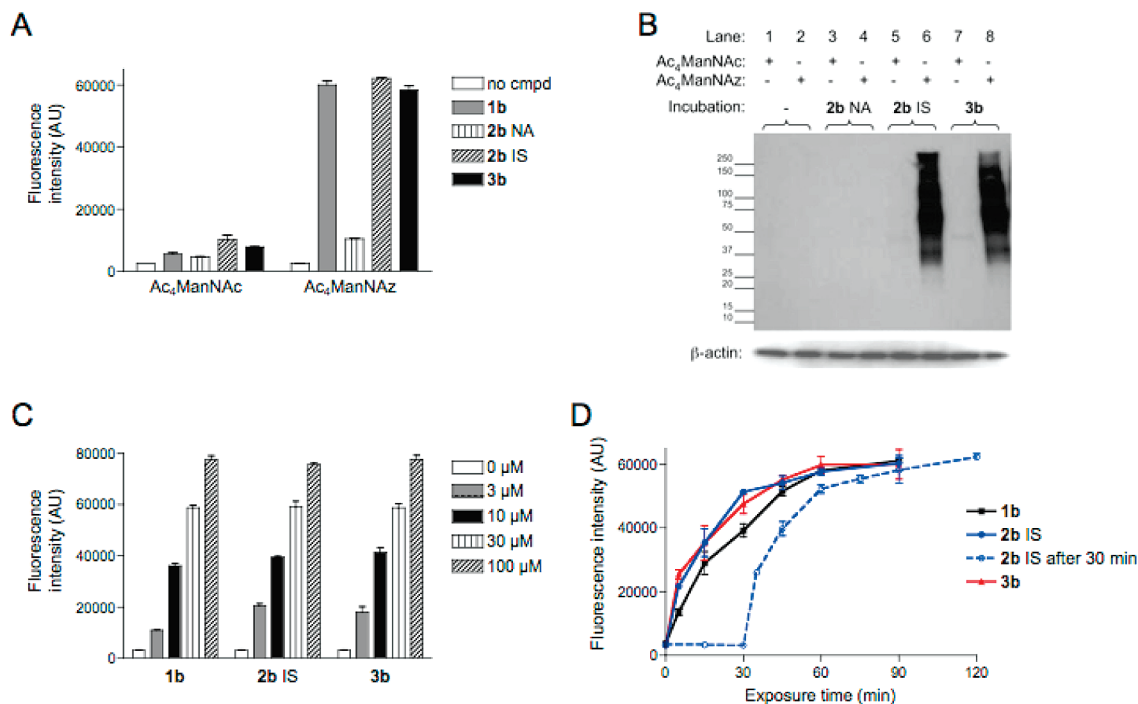 A
Fluorescence
intensity (AU)
60000
40000
20000
0
Ac₄ManNAc
Ac₄ManNAz
no cmpd
1b
2b NA
2b IS
3b
B
Lane: 1 2 3 4 5 6 7 8
Ac₄ManNAc: + - + - + - + -
Ac₄ManNAz: - + - + - + - +
Incubation: - 2b NA 2b IS 3b
250
150
100
75
50
37
25
20
15
10
β-actin:
C
Fluorescence
intensity (AU)
80000
60000
40000
20000
0
1b
2b IS
3b
0 µM
3 µM
10 µM
30 µM
100 µM
D
Fluorescence intensity (AU)
60000
40000
20000
0
0 30 60 90 120
Exposure time (min)
1b
2b IS
2b IS after 30 min
3b